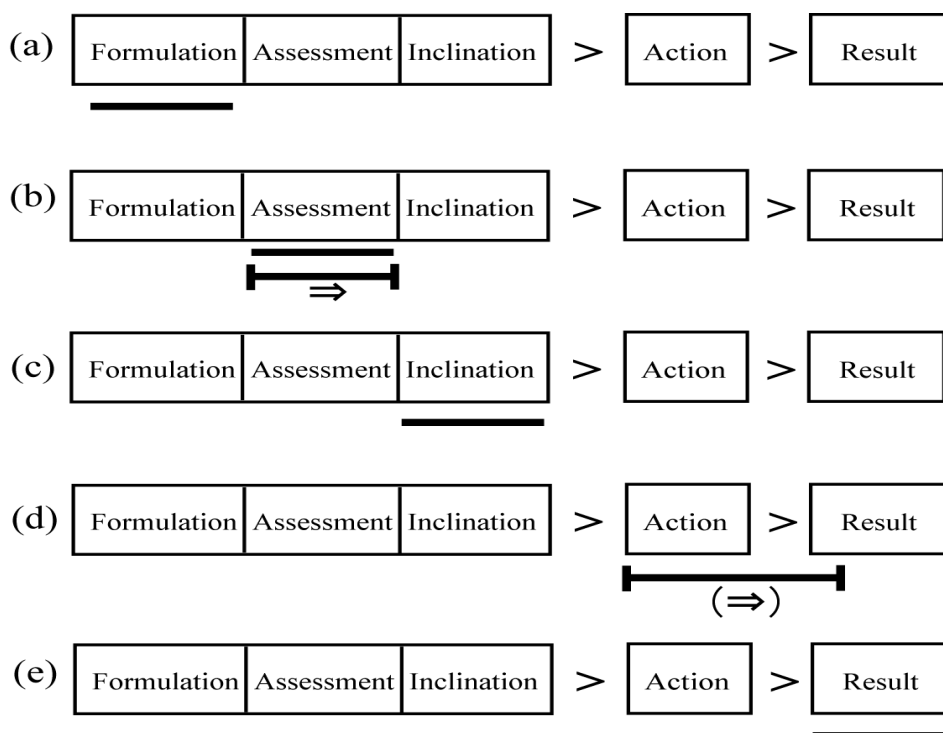 (a) Formulation Assessment Inclination > Action > Result
(b) Formulation Assessment Inclination > Action > Result
⇒
(c) Formulation Assessment Inclination > Action > Result
(d) Formulation Assessment Inclination > Action > Result
(⇒)
(e) Formulation Assessment Inclination > Action > Result